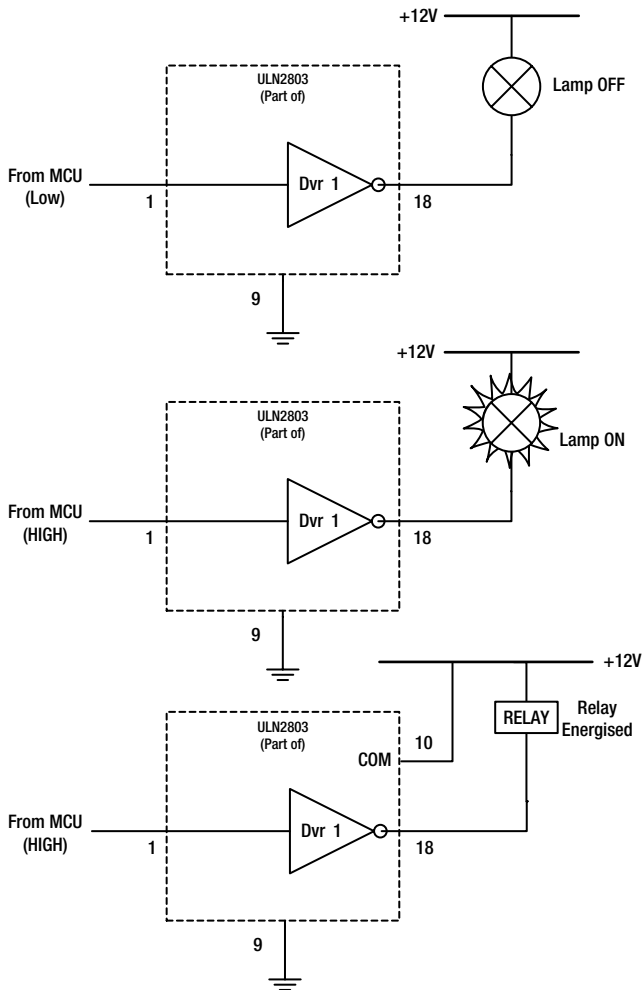 +12V
ULN2803
(Part of)
Lamp OFF
From MCU
(Low)
1
Dvr 1
18
9
+12V
ULN2803
(Part of)
Lamp ON
From MCU
(HIGH)
1
Dvr 1
18
9
+12V
ULN2803
(Part of)
10
COM
RELAY
Relay
Energised
From MCU
(HIGH)
1
Dvr 1
18
9